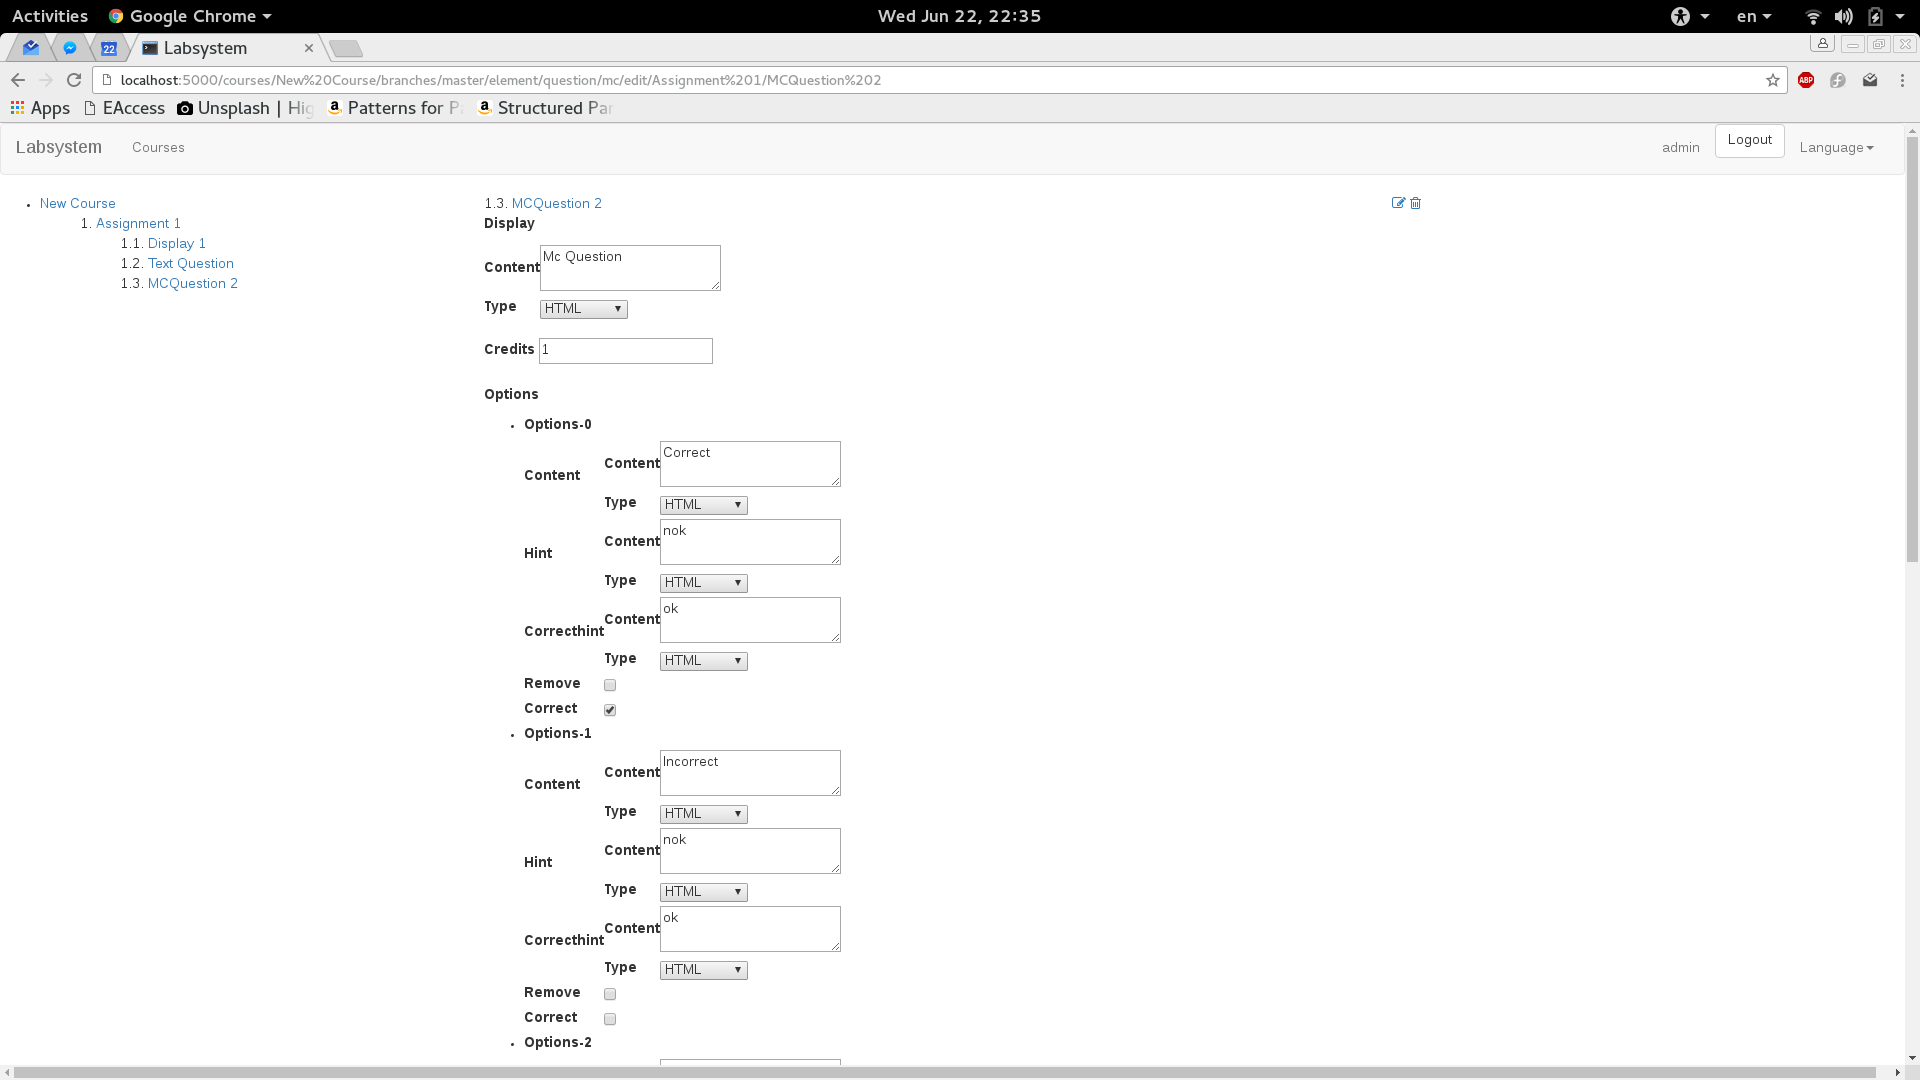 Activities Google Chrome Wed Jun 22, 22:35 en
22 Labsystem
localhost:5000/courses/New%20Course/branches/master/element/question/mc/edit/Assignment%201/MCQuestion%202 ABP
Apps EAccess Unsplash | Hig Patterns for Structured Par
Labsystem Courses admin Logout Language
New Course
1. Assignment 1
1.1. Display 1
1.2. Text Question
1.3. MCQuestion 2
1.3. MCQuestion 2
Display
Content Mc Question
Type HTML
Credits 1
Options
Options-0
Content Content Correct
Type HTML
Hint Content nok
Type HTML
Correcthint Content ok
Type HTML
Remove
Correct
Options-1
Content Content Incorrect
Type HTML
Hint Content nok
Type HTML
Correcthint Content ok
Type HTML
Remove
Correct
Options-2